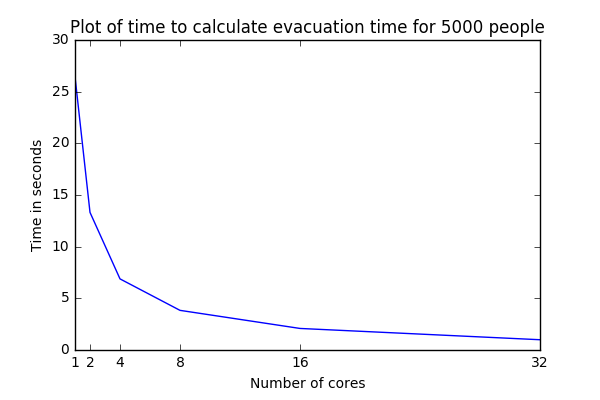 Plot of time to calculate evacuation time for 5000 people
30
25
20
15
10
5
0
Time in seconds
1 2 4 8 16 32
Number of cores